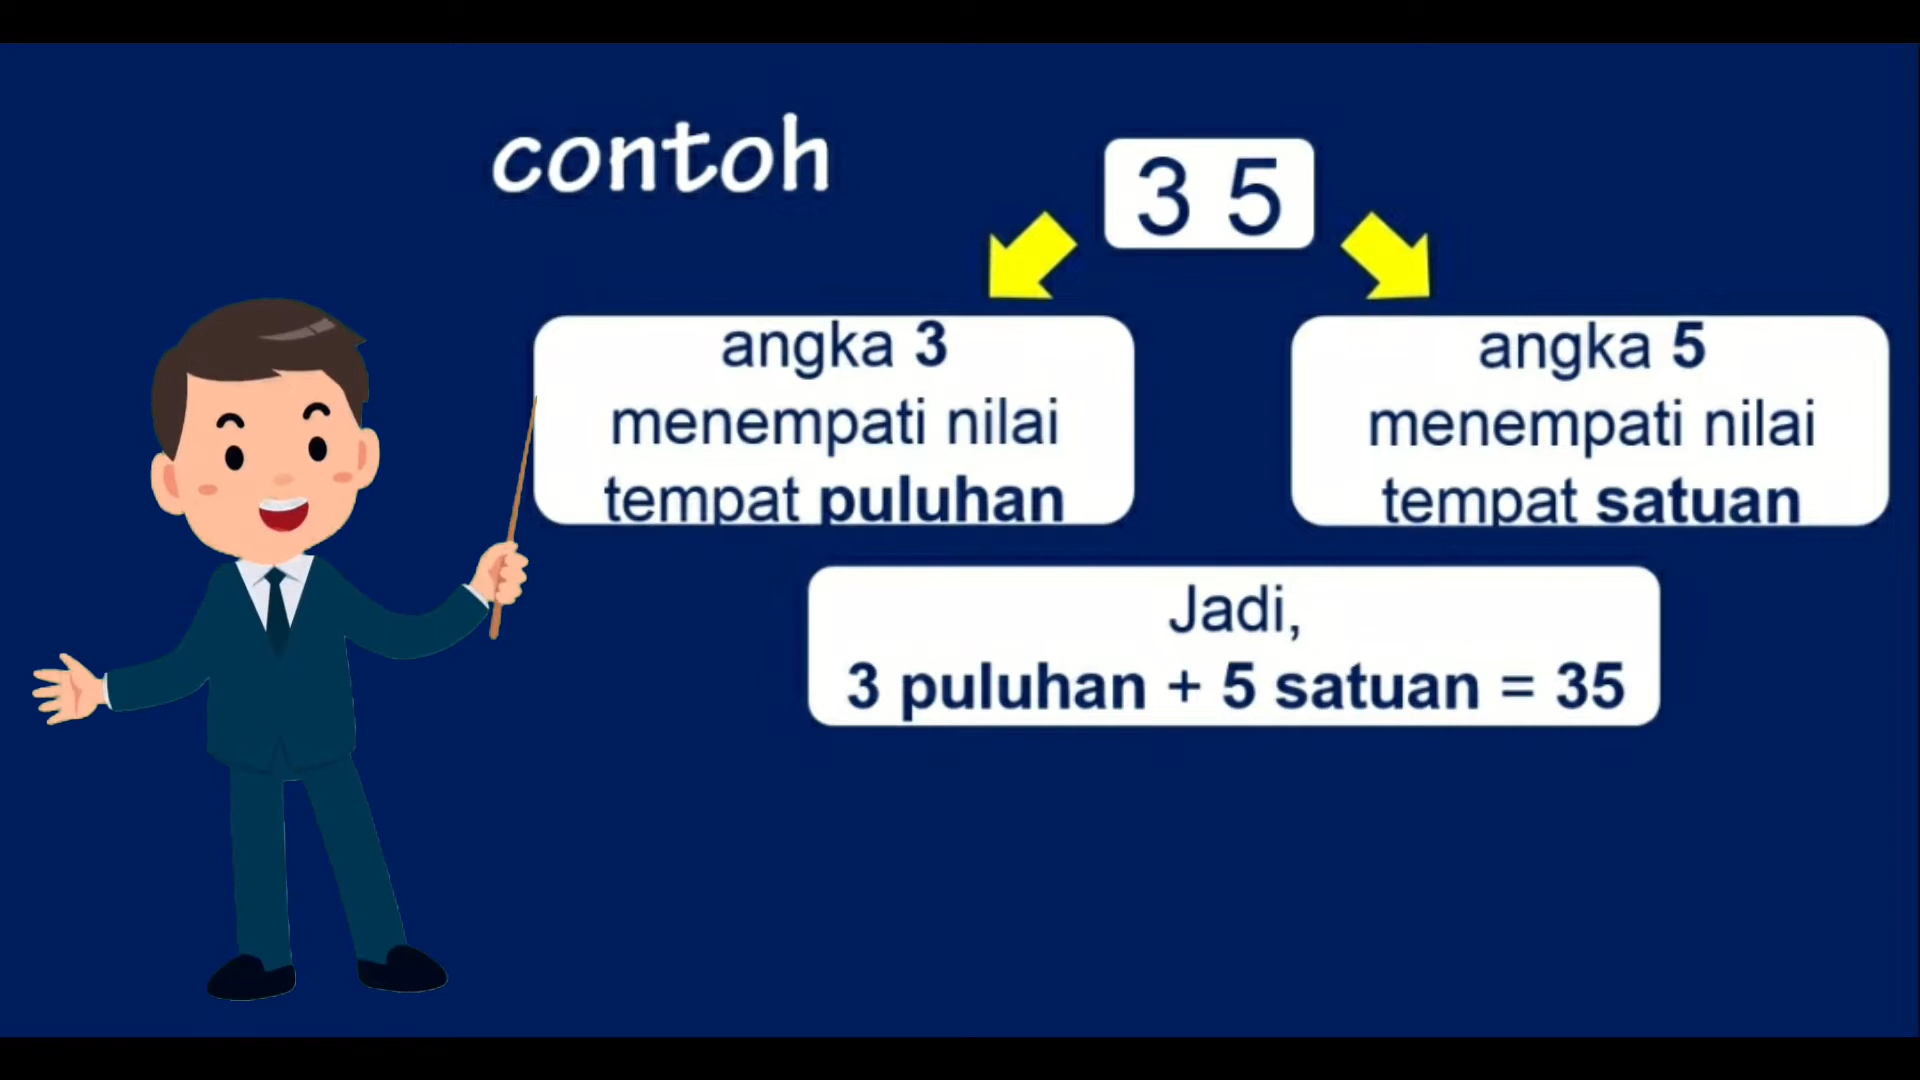 contoh
3 5
angka 3
menempati nilai
tempat puluhan
angka 5
menempati nilai
tempat satuan
Jadi,
3 puluhan + 5 satuan = 35